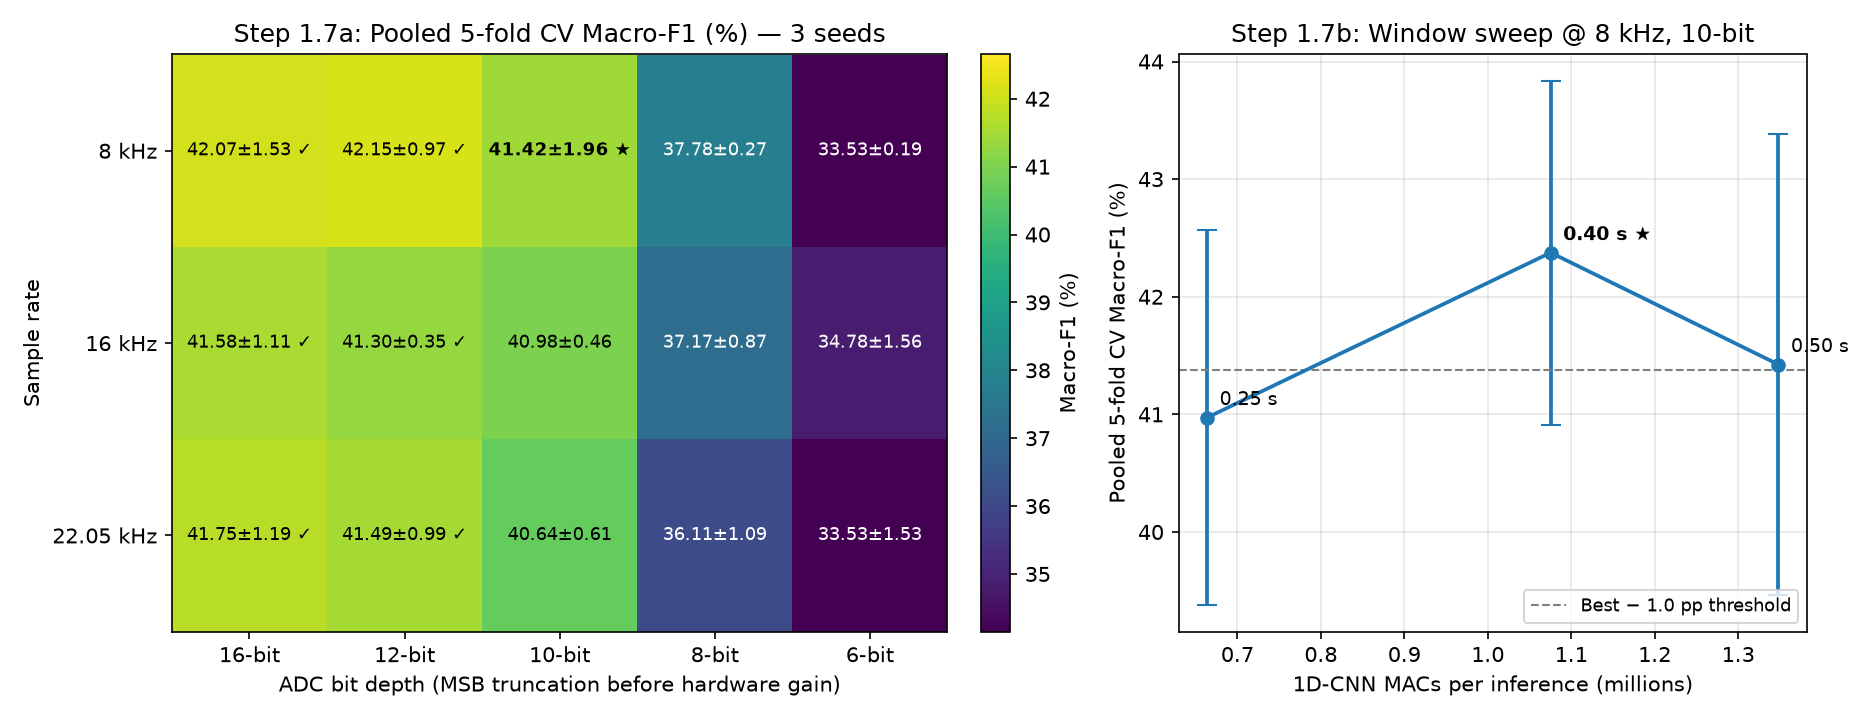 Step 1.7a: Pooled 5-fold CV Macro-F1 (%) — 3 seeds
Sample rate
8 kHz
42.07±1.53 ✓
42.15±0.97 ✓
41.42±1.96 ★
37.78±0.27
33.53±0.19
16 kHz
41.58±1.11 ✓
41.30±0.35 ✓
40.98±0.46
37.17±0.87
34.78±1.56
22.05 kHz
41.75±1.19 ✓
41.49±0.99 ✓
40.64±0.61
36.11±1.09
33.53±1.53
16-bit
12-bit
10-bit
8-bit
6-bit
ADC bit depth (MSB truncation before hardware gain)
42
41
40
39
38
37
36
35
Macro-F1 (%)
Step 1.7b: Window sweep @ 8 kHz, 10-bit
Pooled 5-fold CV Macro-F1 (%)
44
43
42
41
40
0.25 s
0.40 s ★
0.50 s
Best − 1.0 pp threshold
0.7
0.8
0.9
1.0
1.1
1.2
1.3
1D-CNN MACs per inference (millions)